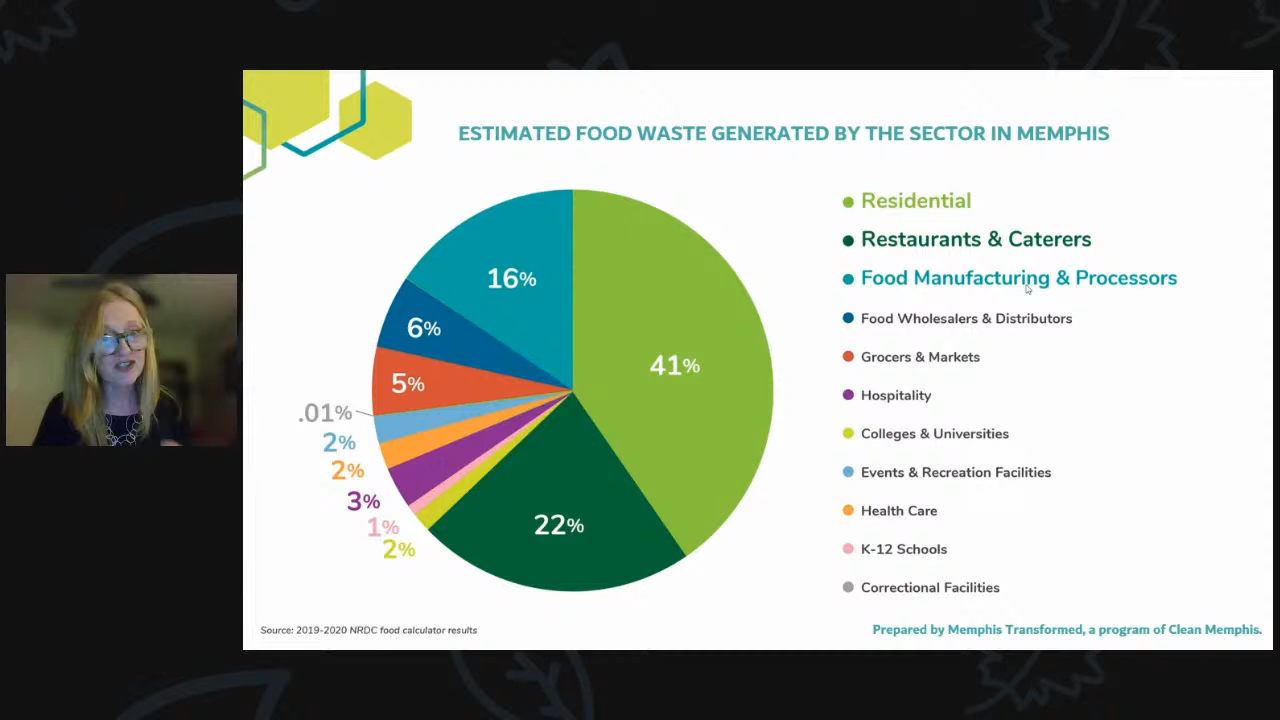 ESTIMATED FOOD WASTE GENERATED BY THE SECTOR IN MEMPHIS
16%
6%
5%
.01%
2%
2%
3%
1%
2%
22%
41%
Residential
Restaurants & Caterers
Food Manufacturing & Processors
Food Wholesalers & Distributors
Grocers & Markets
Hospitality
Colleges & Universities
Events & Recreation Facilities
Health Care
K-12 Schools
Correctional Facilities
Source: 2019-2020 NRDC food calculator results
Prepared by Memphis Transformed, a program of Clean Memphis.